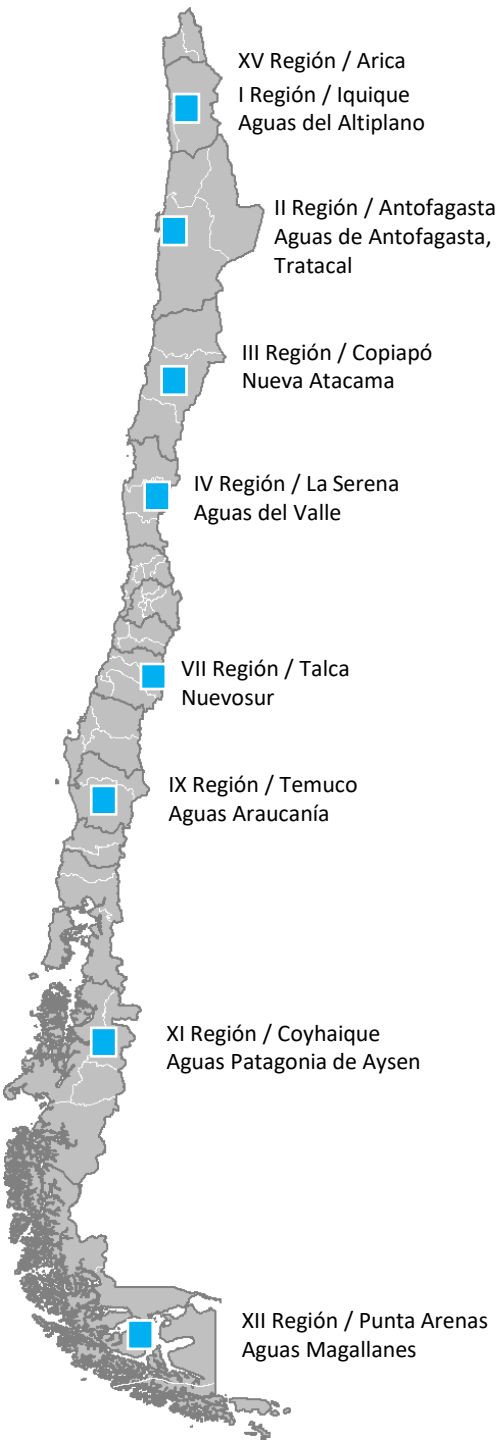 XV Región / Arica
I Región / Iquique
Aguas del Altiplano
II Región / Antofagasta
Aguas de Antofagasta,
Tratacal
III Región / Copiapó
Nueva Atacama
IV Región / La Serena
Aguas del Valle
VII Región / Talca
Nuevosur
IX Región / Temuco
Aguas Araucanía
XI Región / Coyhaique
Aguas Patagonia de Aysen
XII Región / Punta Arenas
Aguas Magallanes